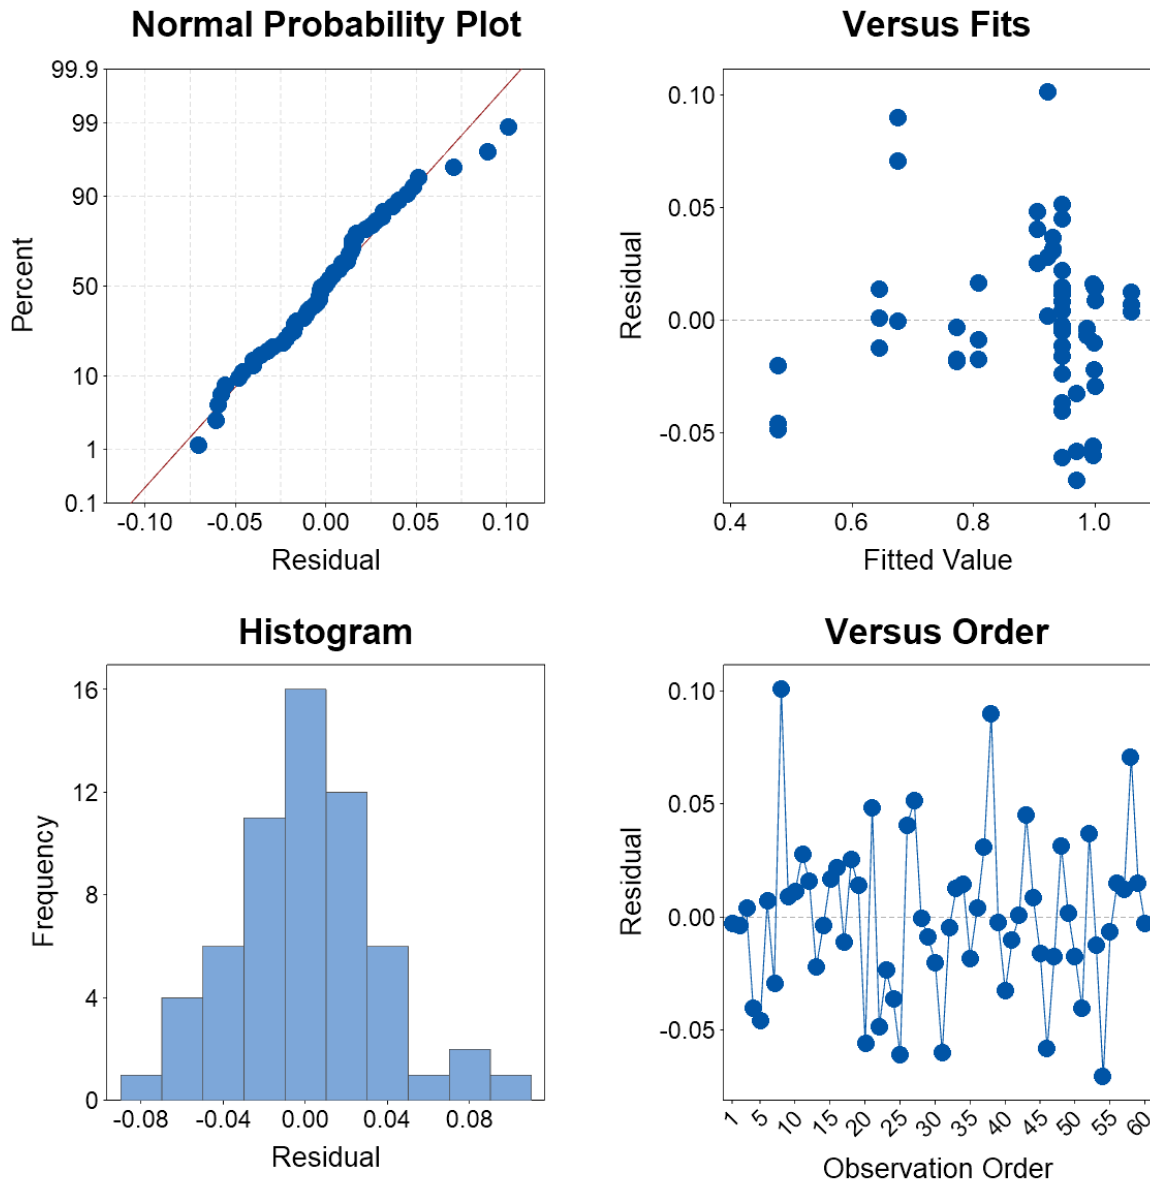 Normal Probability Plot
99.9
99
90
50
10
1
0.1
Percent
-0.10 -0.05 0.00 0.05 0.10
Residual
Versus Fits
0.10
0.05
0.00
-0.05
Residual
0.4 0.6 0.8 1.0
Fitted Value
Histogram
16
12
8
4
0
Frequency
-0.08 -0.04 0.00 0.04 0.08
Residual
Versus Order
0.10
0.05
0.00
-0.05
Residual
1 5 10 15 20 25 30 35 40 45 50 55 60
Observation Order